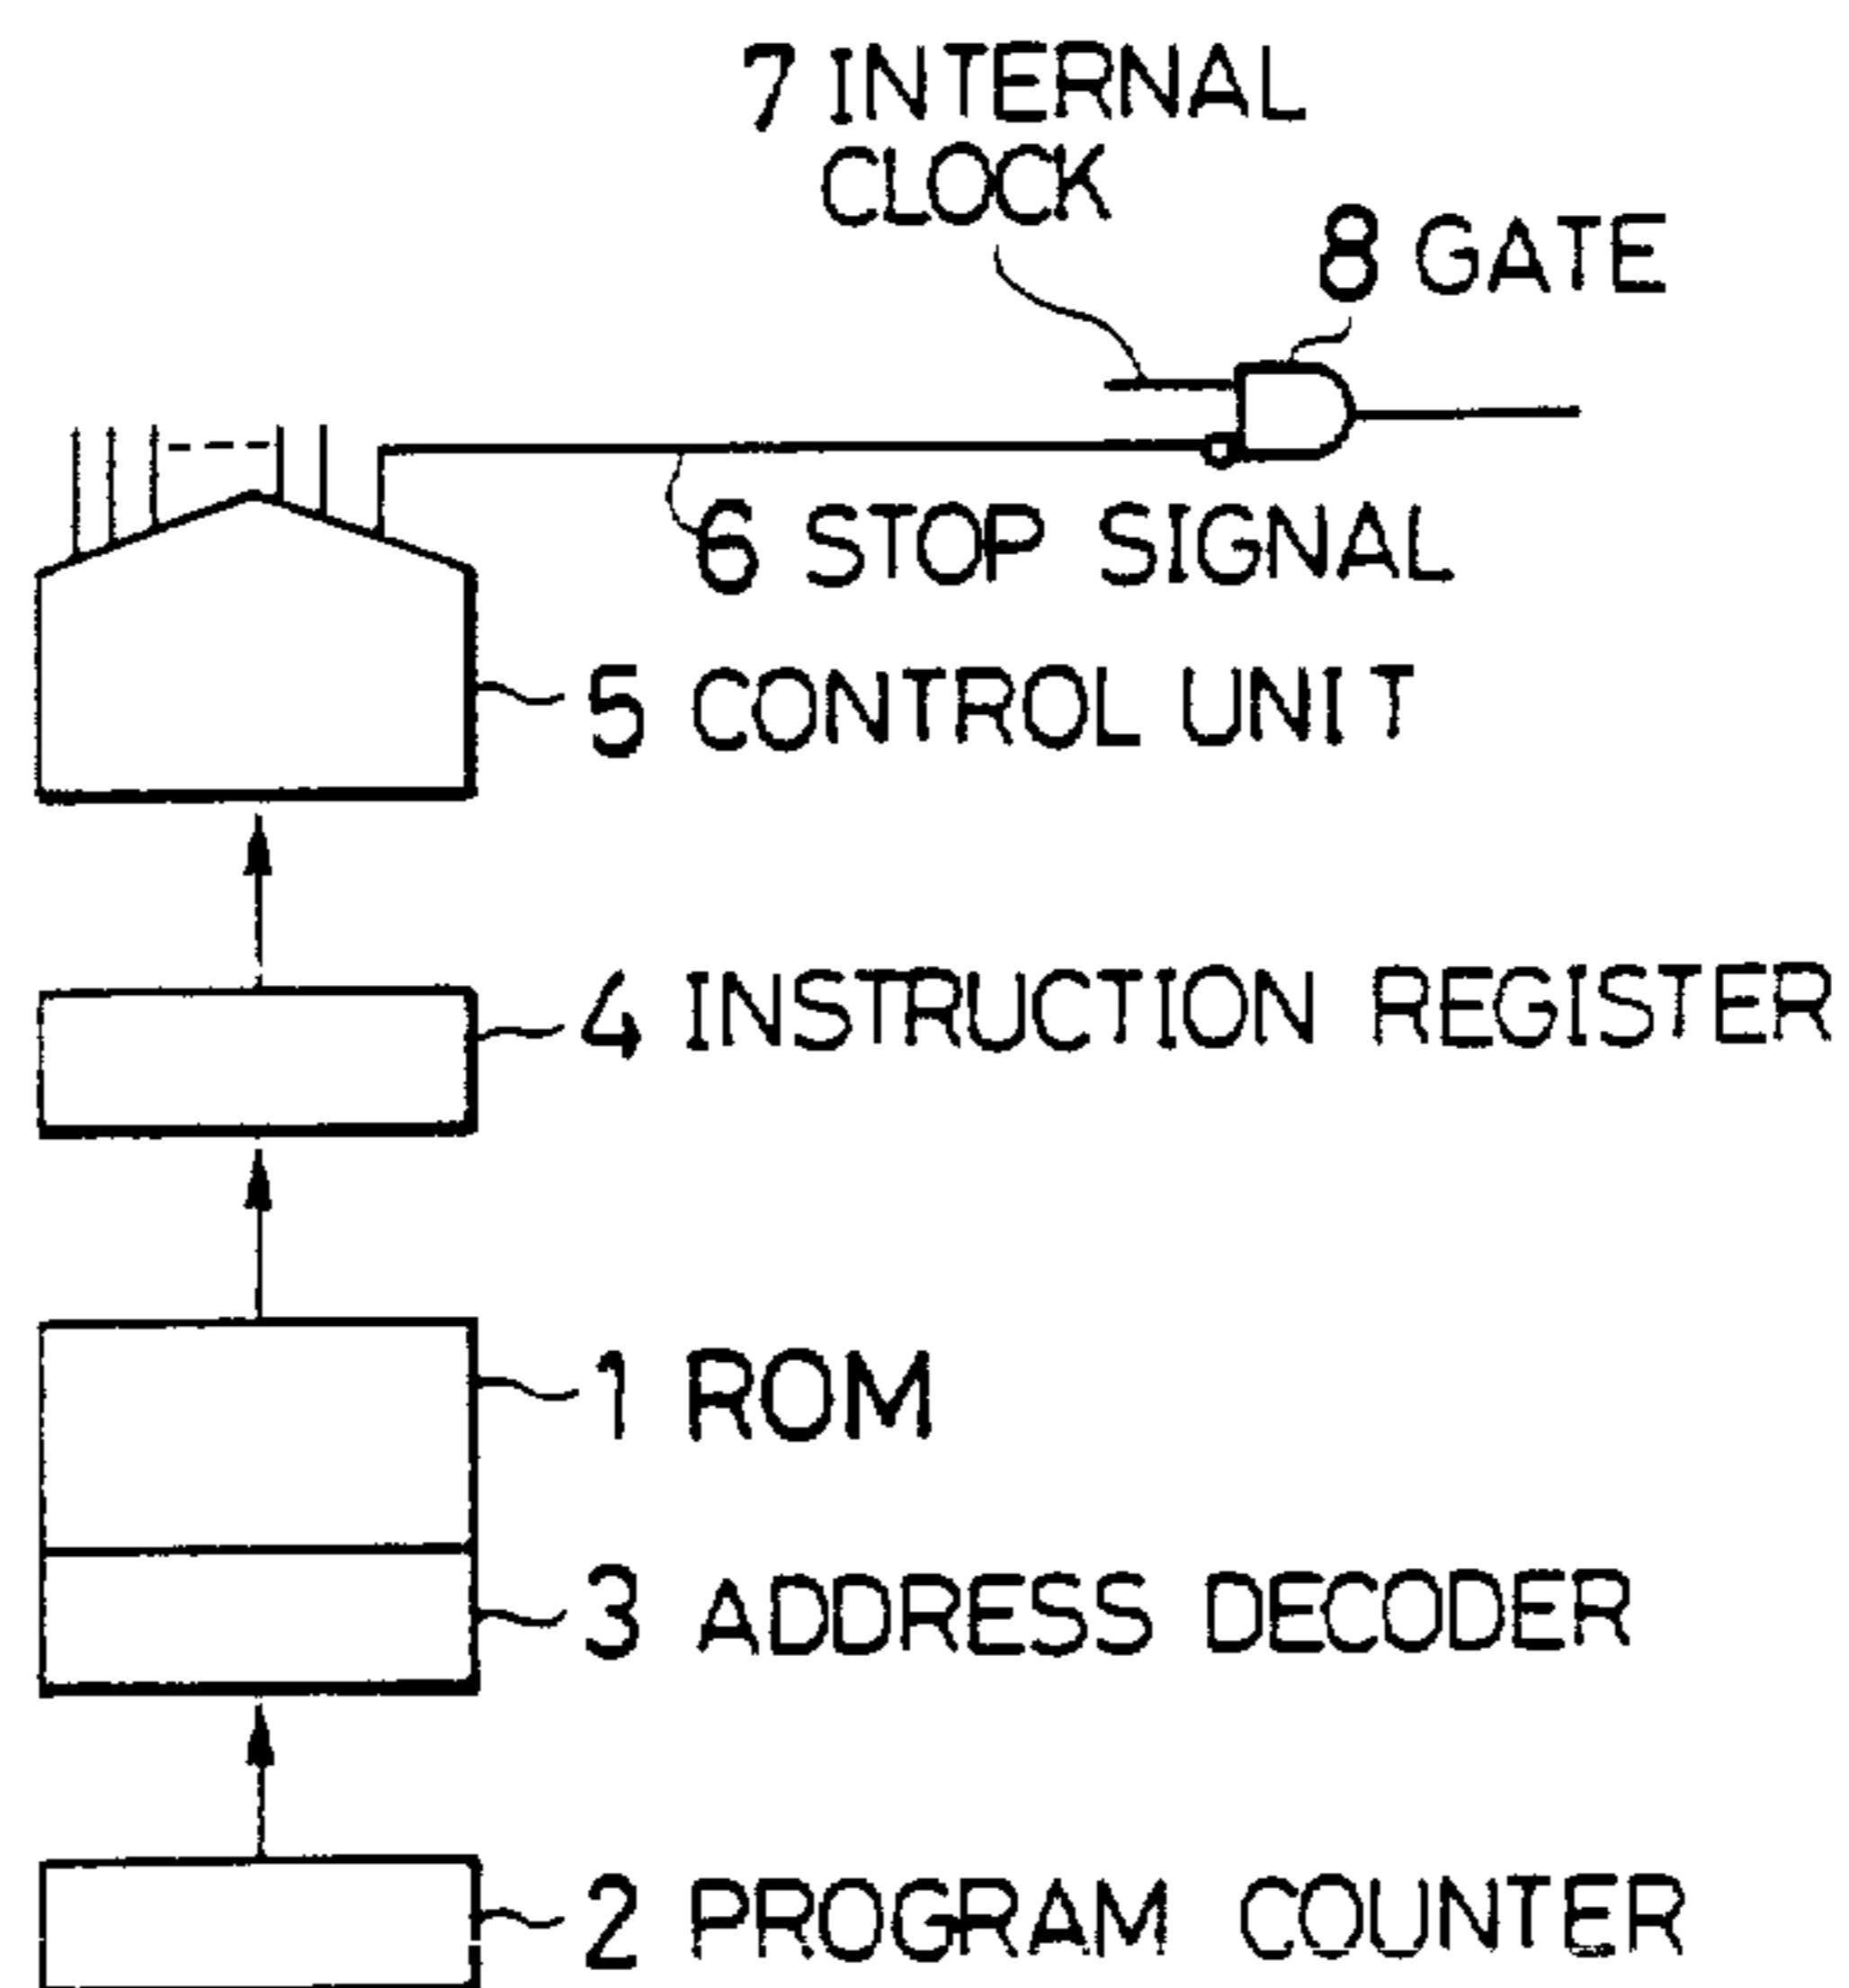 7 INTERNAL
CLOCK
8 GATE
6 STOP SIGNAL
5 CONTROL UNIT
4 INSTRUCTION REGISTER
1 ROM
3 ADDRESS DECODER
2 PROGRAM COUNTER